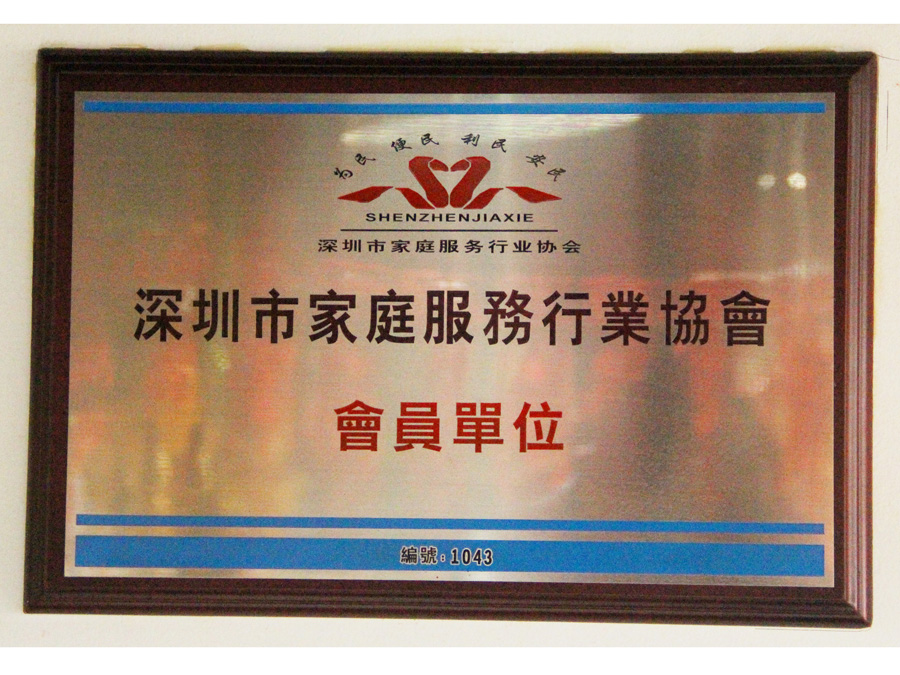 为民 便民 利民 安民
SHENZHENJIAXIE
深圳市家庭服务行业协会
深圳市家庭服務行業協會
會員單位
編號:1043